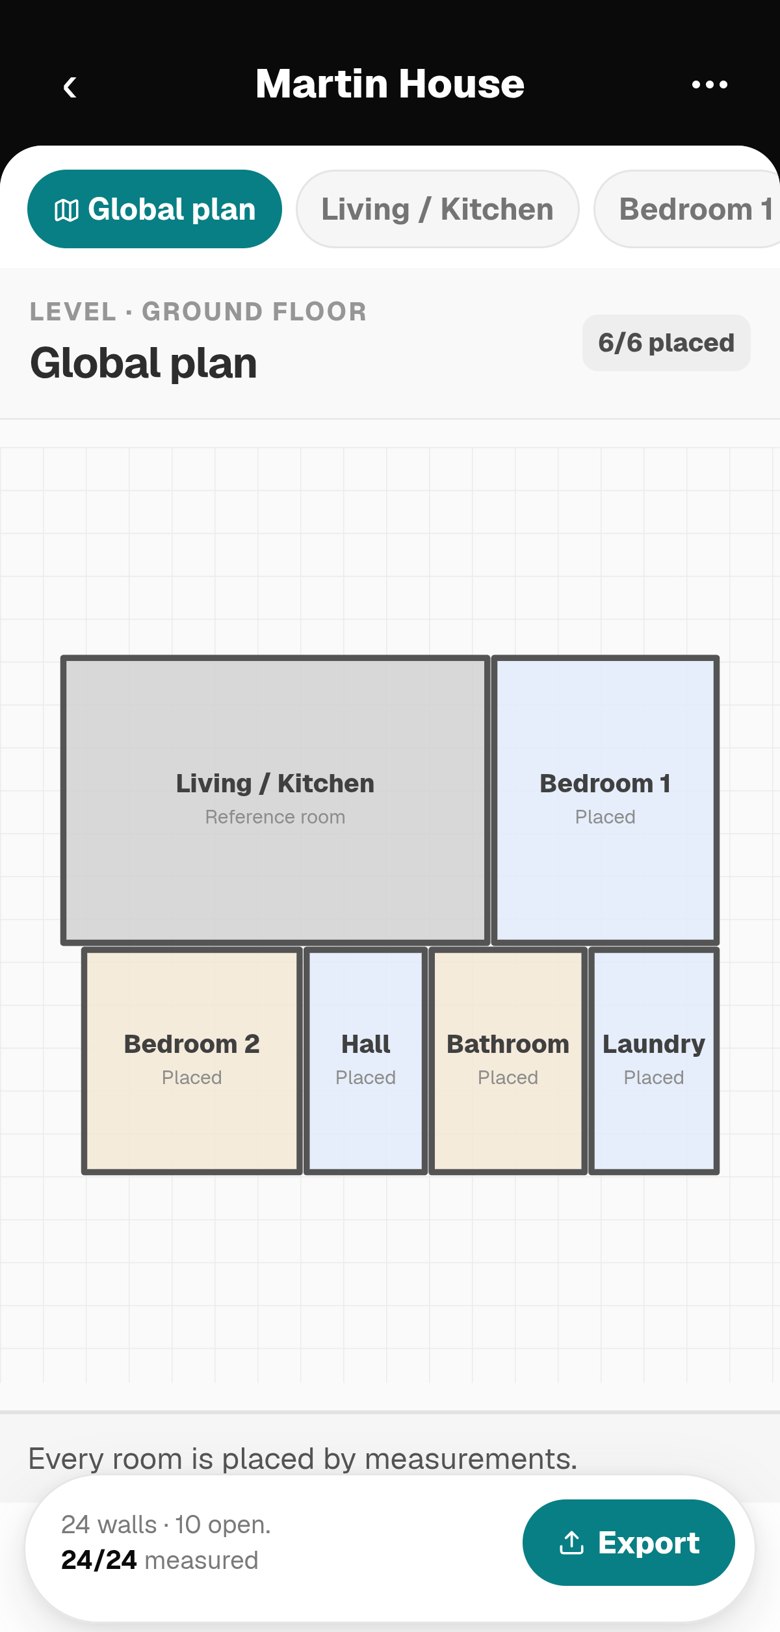 Martin House
Global plan
Living / Kitchen
Bedroom 1
LEVEL · GROUND FLOOR
Global plan
6/6 placed
Living / Kitchen
Reference room
Bedroom 1
Placed
Bedroom 2
Placed
Hall
Placed
Bathroom
Placed
Laundry
Placed
Every room is placed by measurements.
24 walls · 10 open.
24/24 measured
Export